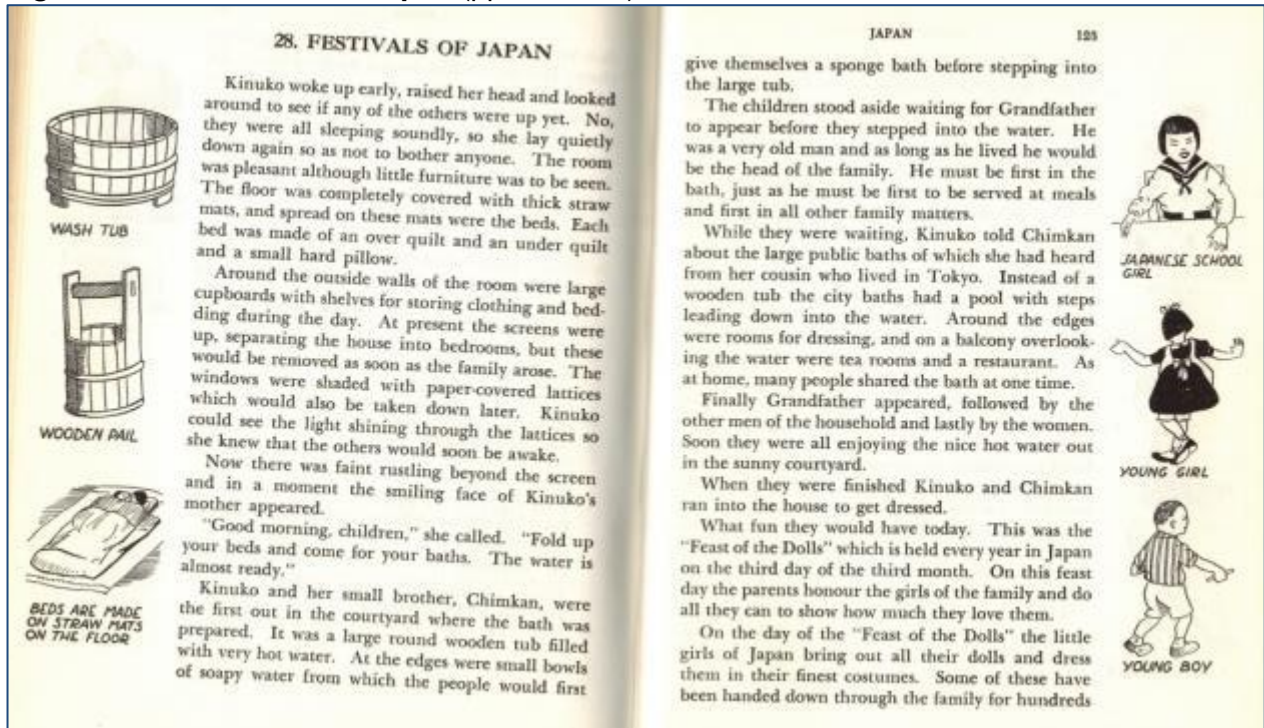 28. FESTIVALS OF JAPAN
Kinuko woke up early, raised her head and looked
around to see if any of the others were up yet. No,
they were all sleeping soundly, so she lay quietly
down again so as not to bother anyone. The room
was pleasant although little furniture was to be seen.
The floor was completely covered with thick straw
mats, and spread on these mats were the beds. Each
bed was made of an over quilt and an under quilt
and a small hard pillow.
Around the outside walls of the room were large
cupboards with shelves for storing clothing and bed-
ding during the day. At present the screens were
up, separating the house into bedrooms, but these
would be removed as soon as the family arose. The
windows were shaded with paper-covered lattices
which would also be taken down later. Kinuko
could see the light shining through the lattices so
she knew that the others would soon be awake.
Now there was faint rustling beyond the screen
and in a moment the smiling face of Kinuko's
mother appeared.
"Good morning, children," she called. "Fold up
your beds and come for your baths. The water is
almost ready."
Kinuko and her small brother, Chimkan, were
the first out in the courtyard where the bath was
prepared. It was a large round wooden tub filled
with very hot water. At the edges were small bowls
of soapy water from which the people would first
WASH TUB
WOODEN PAIL
BEDS ARE MADE
ON STRAW MATS
ON THE FLOOR
JAPAN 125
give themselves a sponge bath before stepping into
the large tub.
The children stood aside waiting for Grandfather
to appear before they stepped into the water. He
was a very old man and as long as he lived he would
be the head of the family. He must be first in the
bath, just as he must be first to be served at meals
and first in all other family matters.
While they were waiting, Kinuko told Chimkan
about the large public baths of which she had heard
from her cousin who lived in Tokyo. Instead of a
wooden tub the city baths had a pool with steps
leading down into the water. Around the edges
were rooms for dressing, and on a balcony overlook-
ing the water were tea rooms and a restaurant. As
at home, many people shared the bath at one time.
Finally Grandfather appeared, followed by the
other men of the household and lastly by the women.
Soon they were all enjoying the nice hot water out
in the sunny courtyard.
When they were finished Kinuko and Chimkan
ran into the house to get dressed.
What fun they would have today. This was the
"Feast of the Dolls" which is held every year in Japan
on the third day of the third month. On this feast
day the parents honour the girls of the family and do
all they can to show how much they love them.
On the day of the "Feast of the Dolls" the little
girls of Japan bring out all their dolls and dress
them in their finest costumes. Some of these have
been handed down through the family for hundreds
JAPANESE SCHOOL
GIRL
YOUNG GIRL
YOUNG BOY